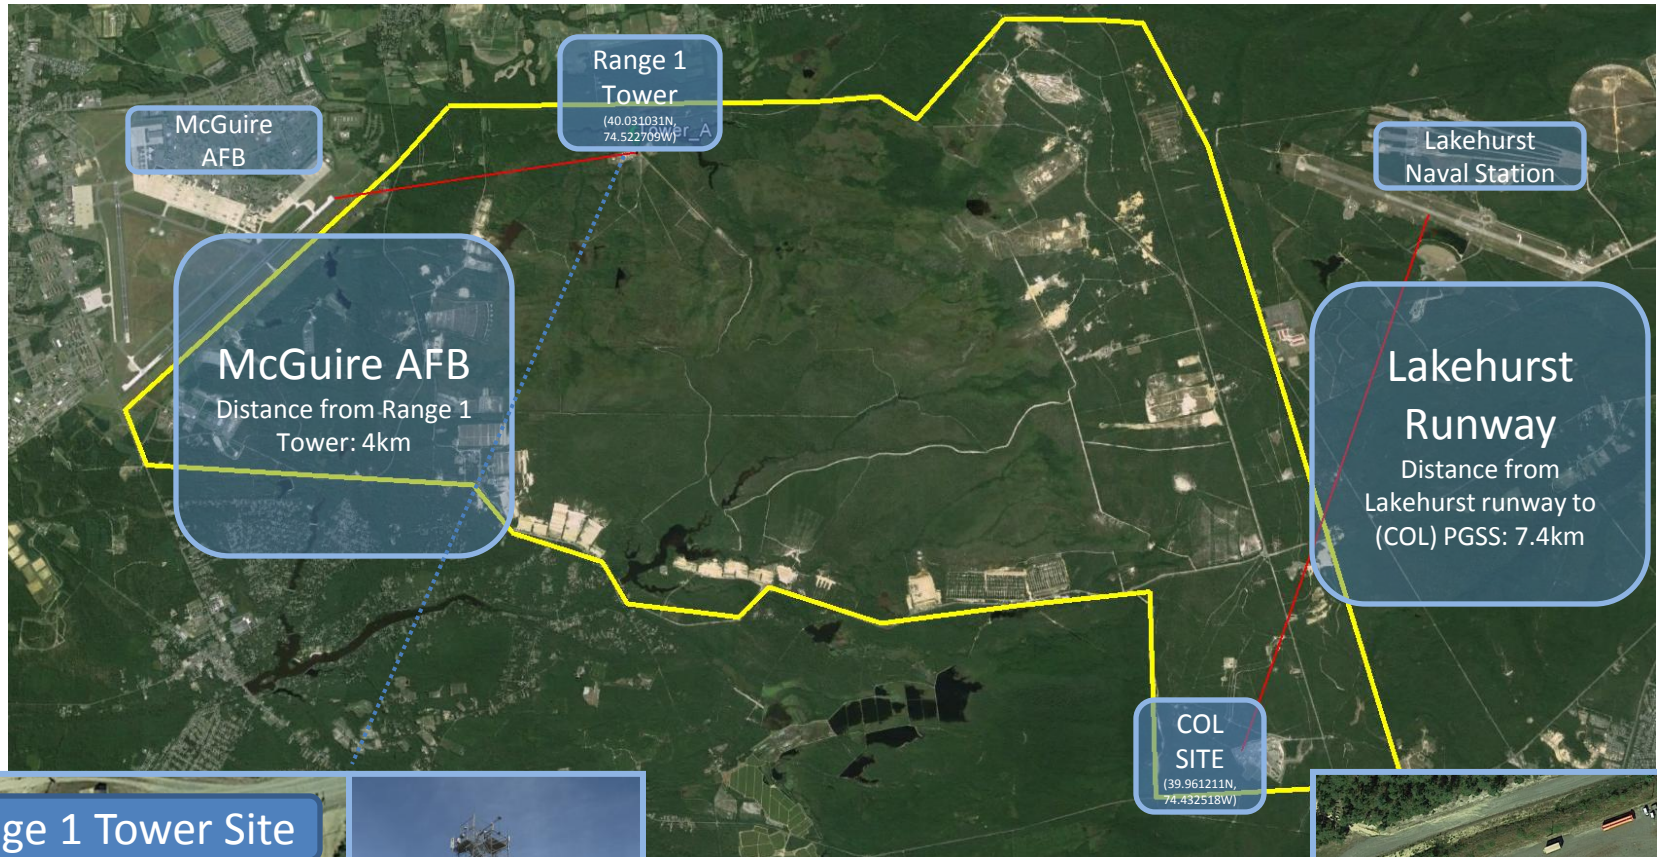 Range 1
Tower
(40.031031N,
74.522709W)
Tower_A
McGuire
AFB
Lakehurst
Naval Station
McGuire AFB
Distance from Range 1
Tower: 4km
Lakehurst
Runway
Distance from
Lakehurst runway to
(COL) PGSS: 7.4km
COL
SITE
(39.961211N,
74.432518W)
ge 1 Tower Site